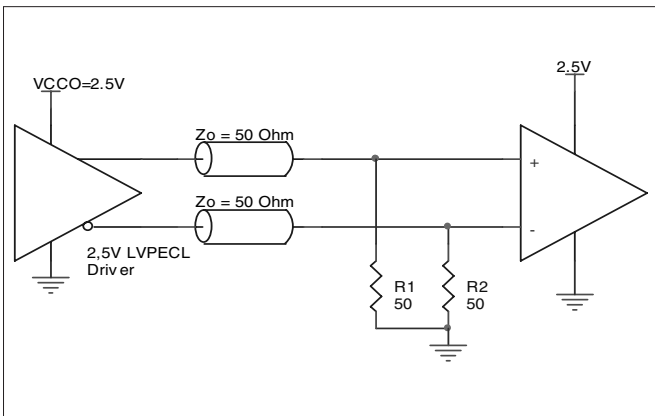 VCCO=2.5V
2.5V
Zo = 50 Ohm
+
Zo = 50 Ohm
-
2,5V LVPECL
Driver
R1
50
R2
50